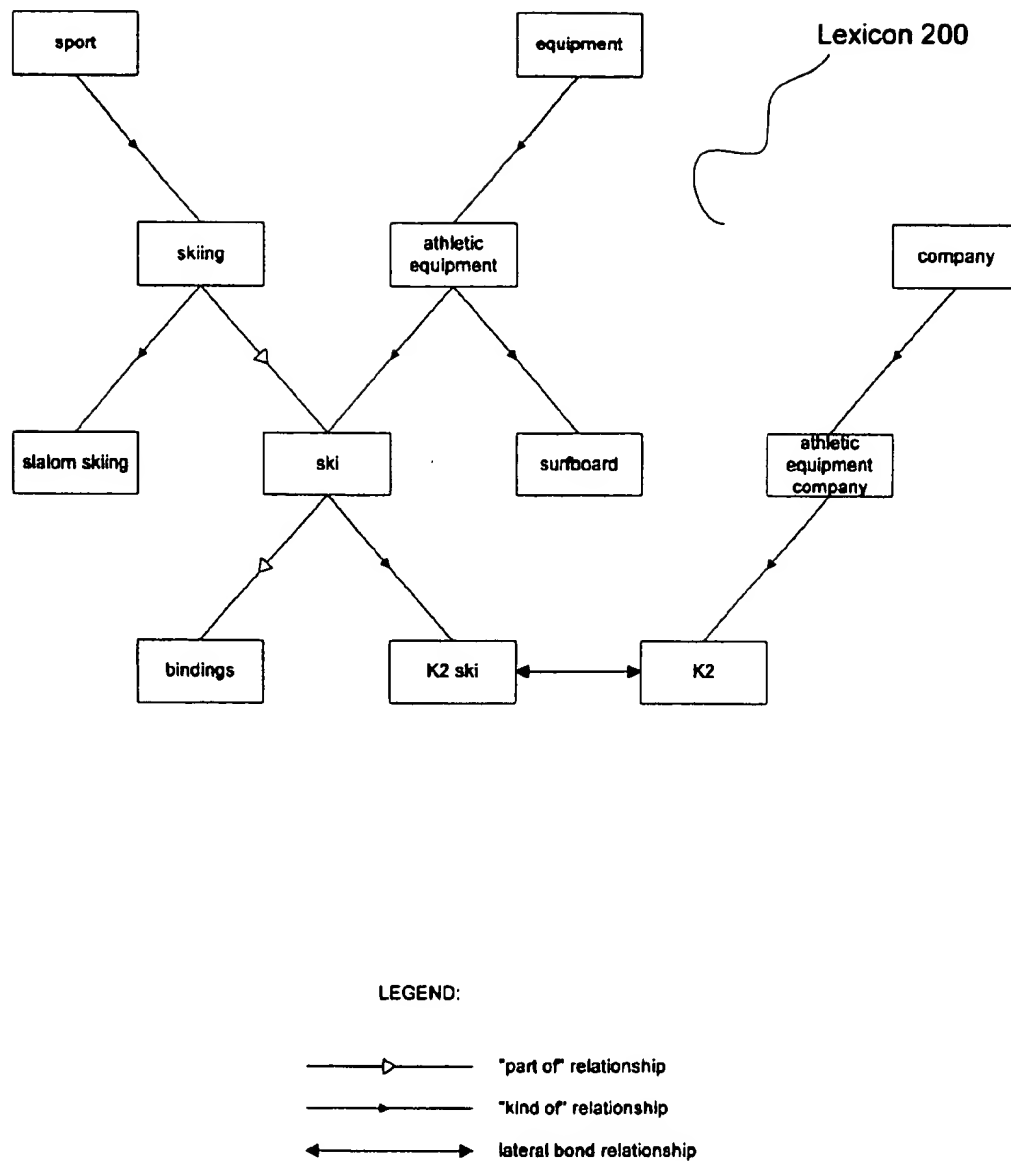 sport
equipment
Lexicon 200
skiing
athletic
equipment
company
slalom skiing
ski
surfboard
athletic
equipment
company
bindings
K2 ski
K2
LEGEND:
"part of" relationship
"kind of" relationship
lateral bond relationship